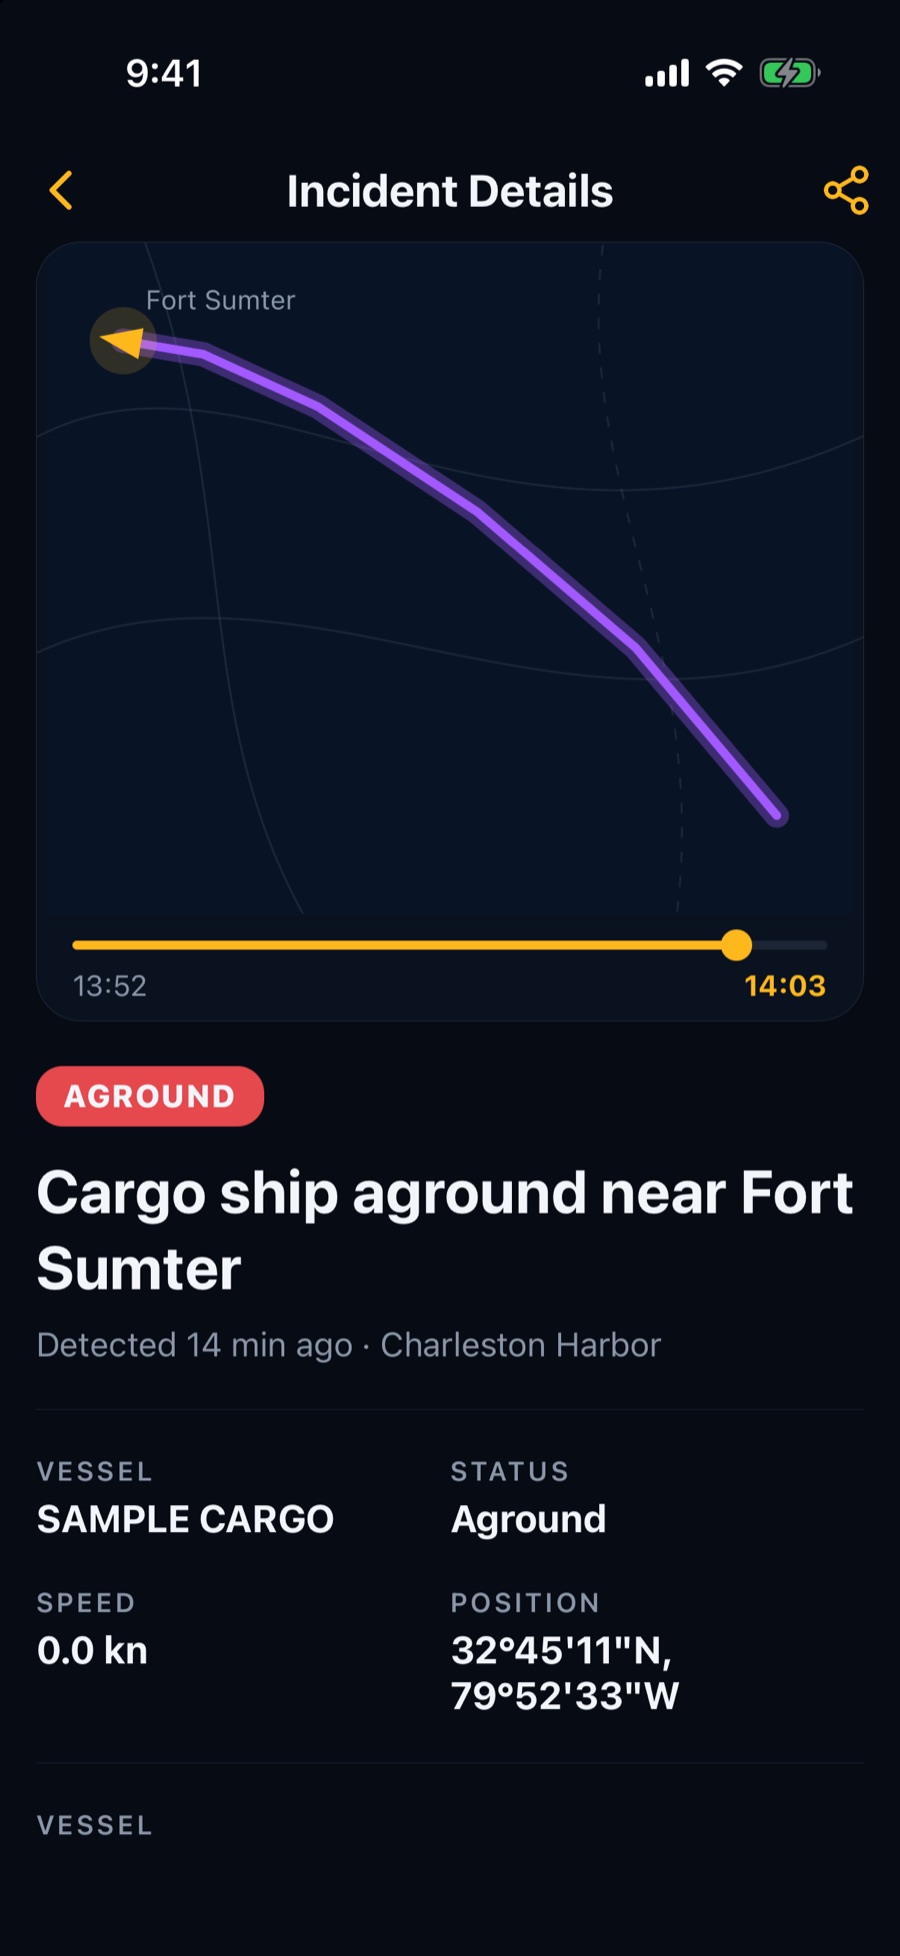 9:41
Incident Details
Fort Sumter
13:52
14:03
AGROUND
Cargo ship aground near Fort
Sumter
Detected 14 min ago · Charleston Harbor
VESSEL
SAMPLE CARGO
STATUS
Aground
SPEED
0.0 kn
POSITION
32°45'11"N,
79°52'33"W
VESSEL